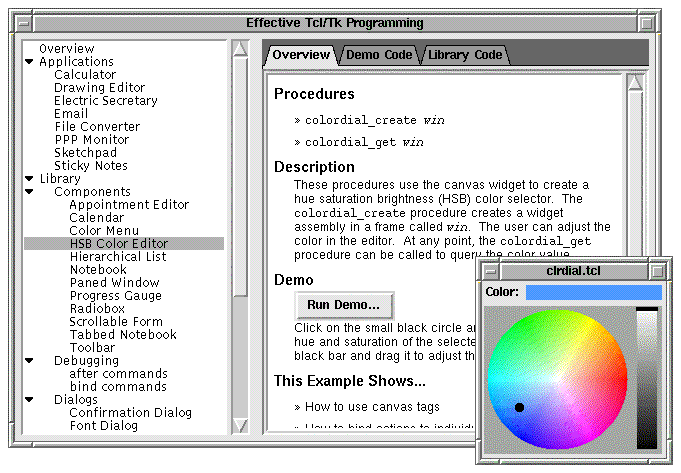 Effective Tcl/Tk Programming
Overview
Applications
Calculator
Drawing Editor
Electric Secretary
Email
File Converter
PPP Monitor
Sketchpad
Sticky Notes
Library
Components
Appointment Editor
Calendar
Color Menu
HSB Color Editor
Hierarchical List
Notebook
Paned Window
Progress Gauge
Radiobox
Scrollable Form
Tabbed Notebook
Toolbar
Debugging
after commands
bind commands
Dialogs
Confirmation Dialog
Font Dialog
Overview Demo Code Library Code
Procedures
» colordial_create win
» colordial_get win
Description
These procedures use the canvas widget to create a
hue saturation brightness (HSB) color selector. The
colordial_create procedure creates a widget
assembly in a frame called win. The user can adjust the
color in the editor. At any point, the colordial_get
procedure can be called to query the color value.
Demo
Run Demo...
Click on the small black circle
hue and saturation of the
black bar and drag it to adjust
This Example Shows...
» How to use canvas tags
» How to bind actions to
clrdial.tcl
Color: